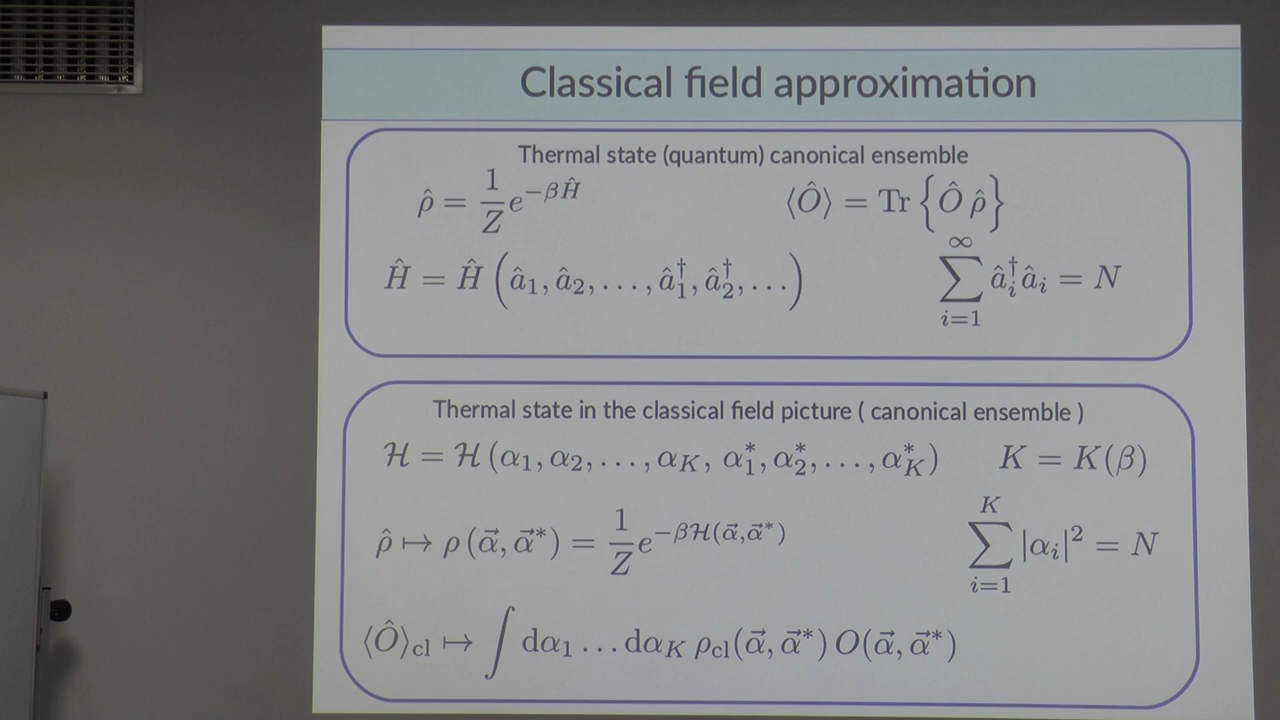 Classical field approximation
Thermal state (quantum) canonical ensemble
ρ̂ = 1/Z e^{−βĤ}   ⟨Ô⟩ = Tr {Ô ρ̂}
Ĥ = Ĥ (â₁, â₂, . . . , â₁†, â₂†, . . .)   ∑_{i=1}^{∞} âᵢ†âᵢ = N
Thermal state in the classical field picture ( canonical ensemble )
ℋ = ℋ (α₁, α₂, . . . , α_K, α₁*, α₂*, . . . , α_K*)   K = K(β)
ρ̂ ↦ ρ(α⃗, α⃗*) = 1/Z e^{−βℋ(α⃗,α⃗*)}   ∑_{i=1}^{K} |αᵢ|² = N
⟨Ô⟩_cl ↦ ∫ dα₁ . . . dα_K ρ_cl(α⃗, α⃗*) O(α⃗, α⃗*)